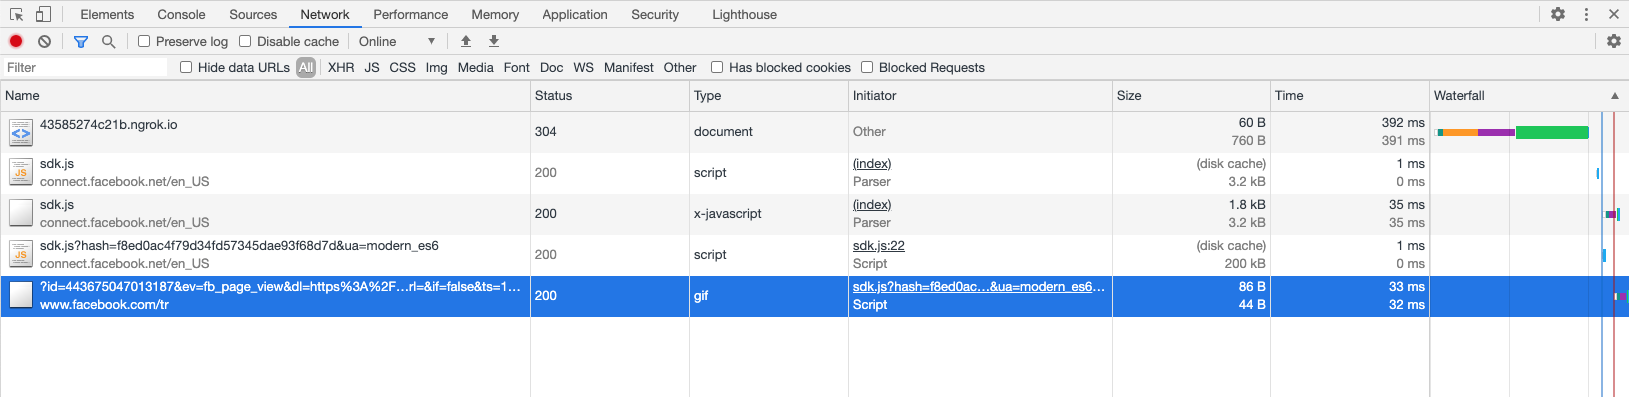 Elements Console Sources Network Performance Memory Application Security Lighthouse
Preserve log Disable cache Online
Filter Hide data URLs All XHR JS CSS Img Media Font Doc WS Manifest Other Has blocked cookies Blocked Requests
Name Status Type Initiator Size Time Waterfall
43585274c21b.ngrok.io 304 document Other 60 B 392 ms
760 B 391 ms
sdk.js 200 script (index) (disk cache) 1 ms
connect.facebook.net/en_US Parser 3.2 kB 0 ms
sdk.js 200 x-javascript (index) 1.8 kB 35 ms
connect.facebook.net/en_US Parser 3.2 kB 35 ms
sdk.js?hash=f8ed0ac4f79d34fd57345dae93f68d7d&ua=modern_es6 200 script sdk.js:22 (disk cache) 1 ms
connect.facebook.net/en_US Script 200 kB 0 ms
?id=443675047013187&ev=fb_page_view&dl=https%3A%2F…rl=&if=false&ts=1… 200 gif sdk.js?hash=f8ed0ac…&ua=modern_es6… 86 B 33 ms
www.facebook.com/tr Script 44 B 32 ms